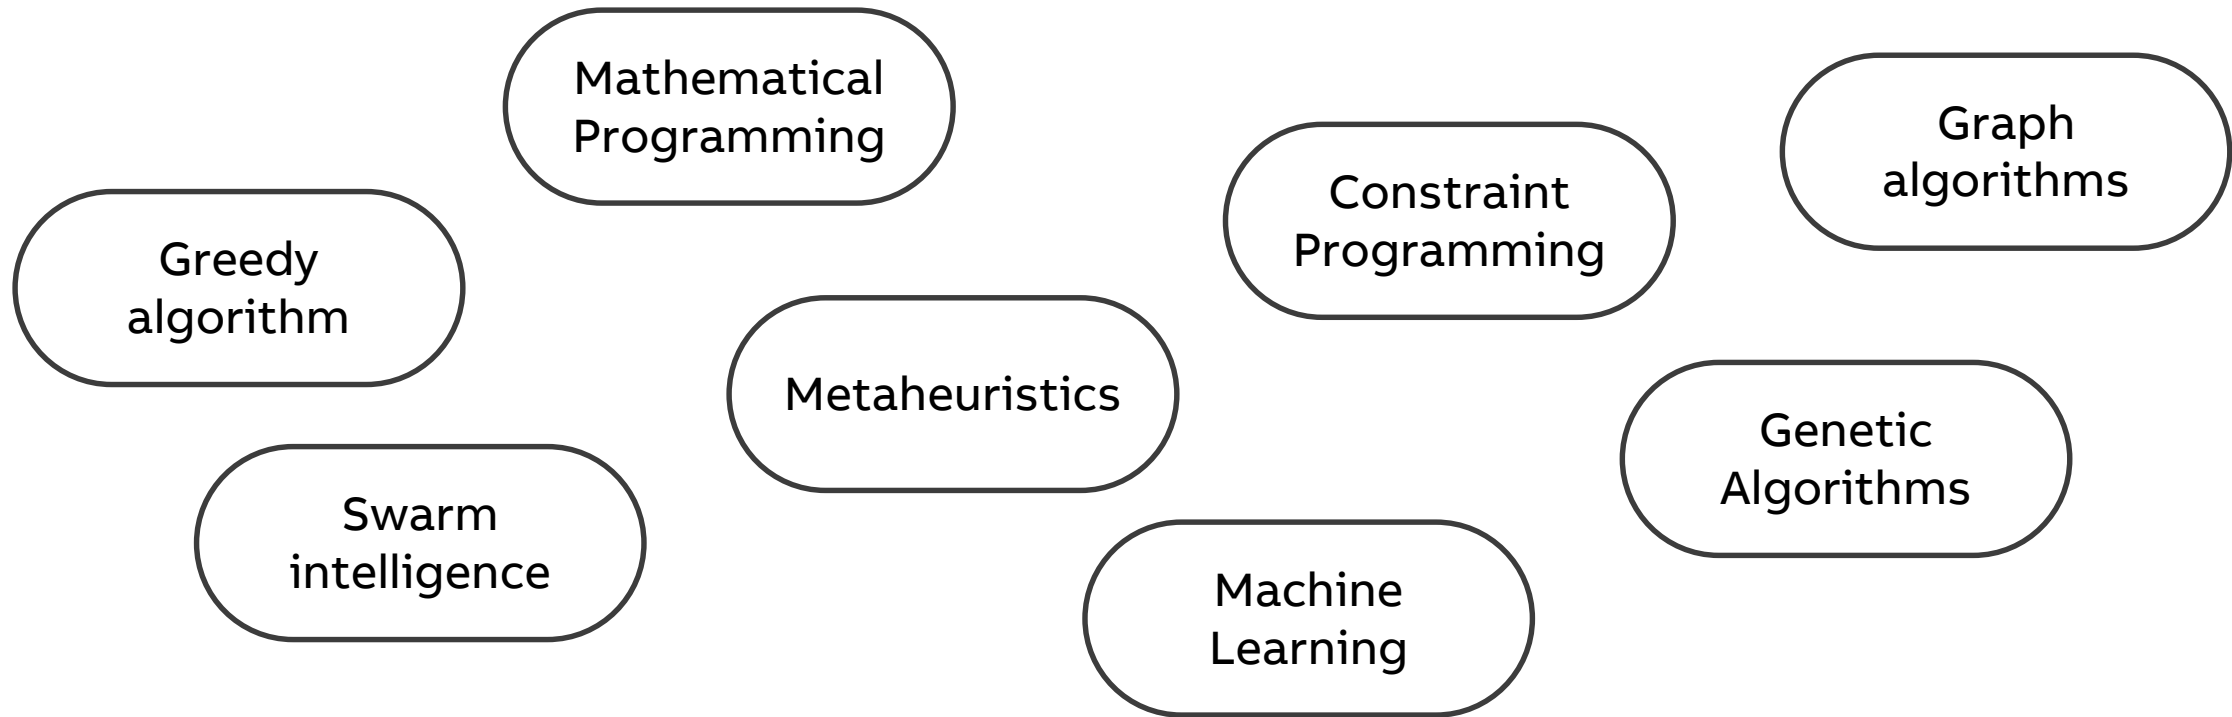 Mathematical
Programming
Graph
algorithms
Constraint
Programming
Greedy
algorithm
Metaheuristics
Genetic
Algorithms
Swarm
intelligence
Machine
Learning